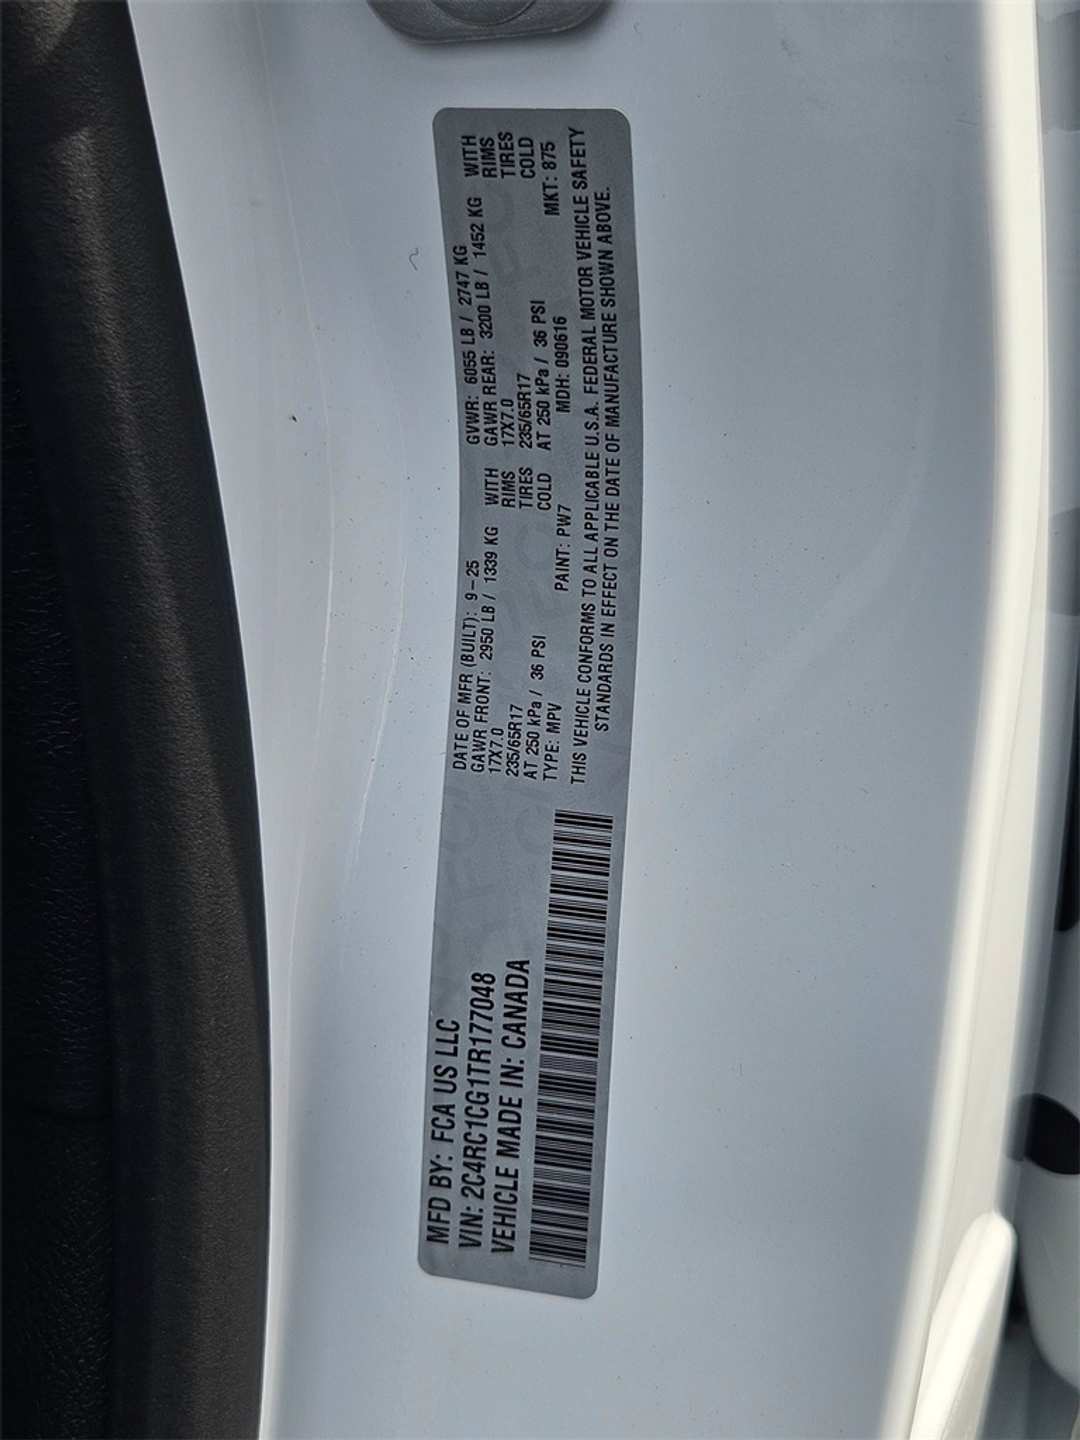 MFD BY: FCA US LLC
VIN: 2C4RC1CG1TR177048
VEHICLE MADE IN: CANADA
DATE OF MFR (BUILT): 9-25 GVWR: 6055 LB / 2747 KG
GAWR FRONT: 2950 LB / 1339 KG WITH GAWR REAR: 3200 LB / 1452 KG WITH
17X7.0 RIMS 17X7.0 RIMS
235/65R17 TIRES 235/65R17 TIRES
AT 250 kPa / 36 PSI COLD AT 250 kPa / 36 PSI COLD
TYPE: MPV PAINT: PW7 MDH: 090616 MKT: 875
THIS VEHICLE CONFORMS TO ALL APPLICABLE U.S.A. FEDERAL MOTOR VEHICLE SAFETY
STANDARDS IN EFFECT ON THE DATE OF MANUFACTURE SHOWN ABOVE.